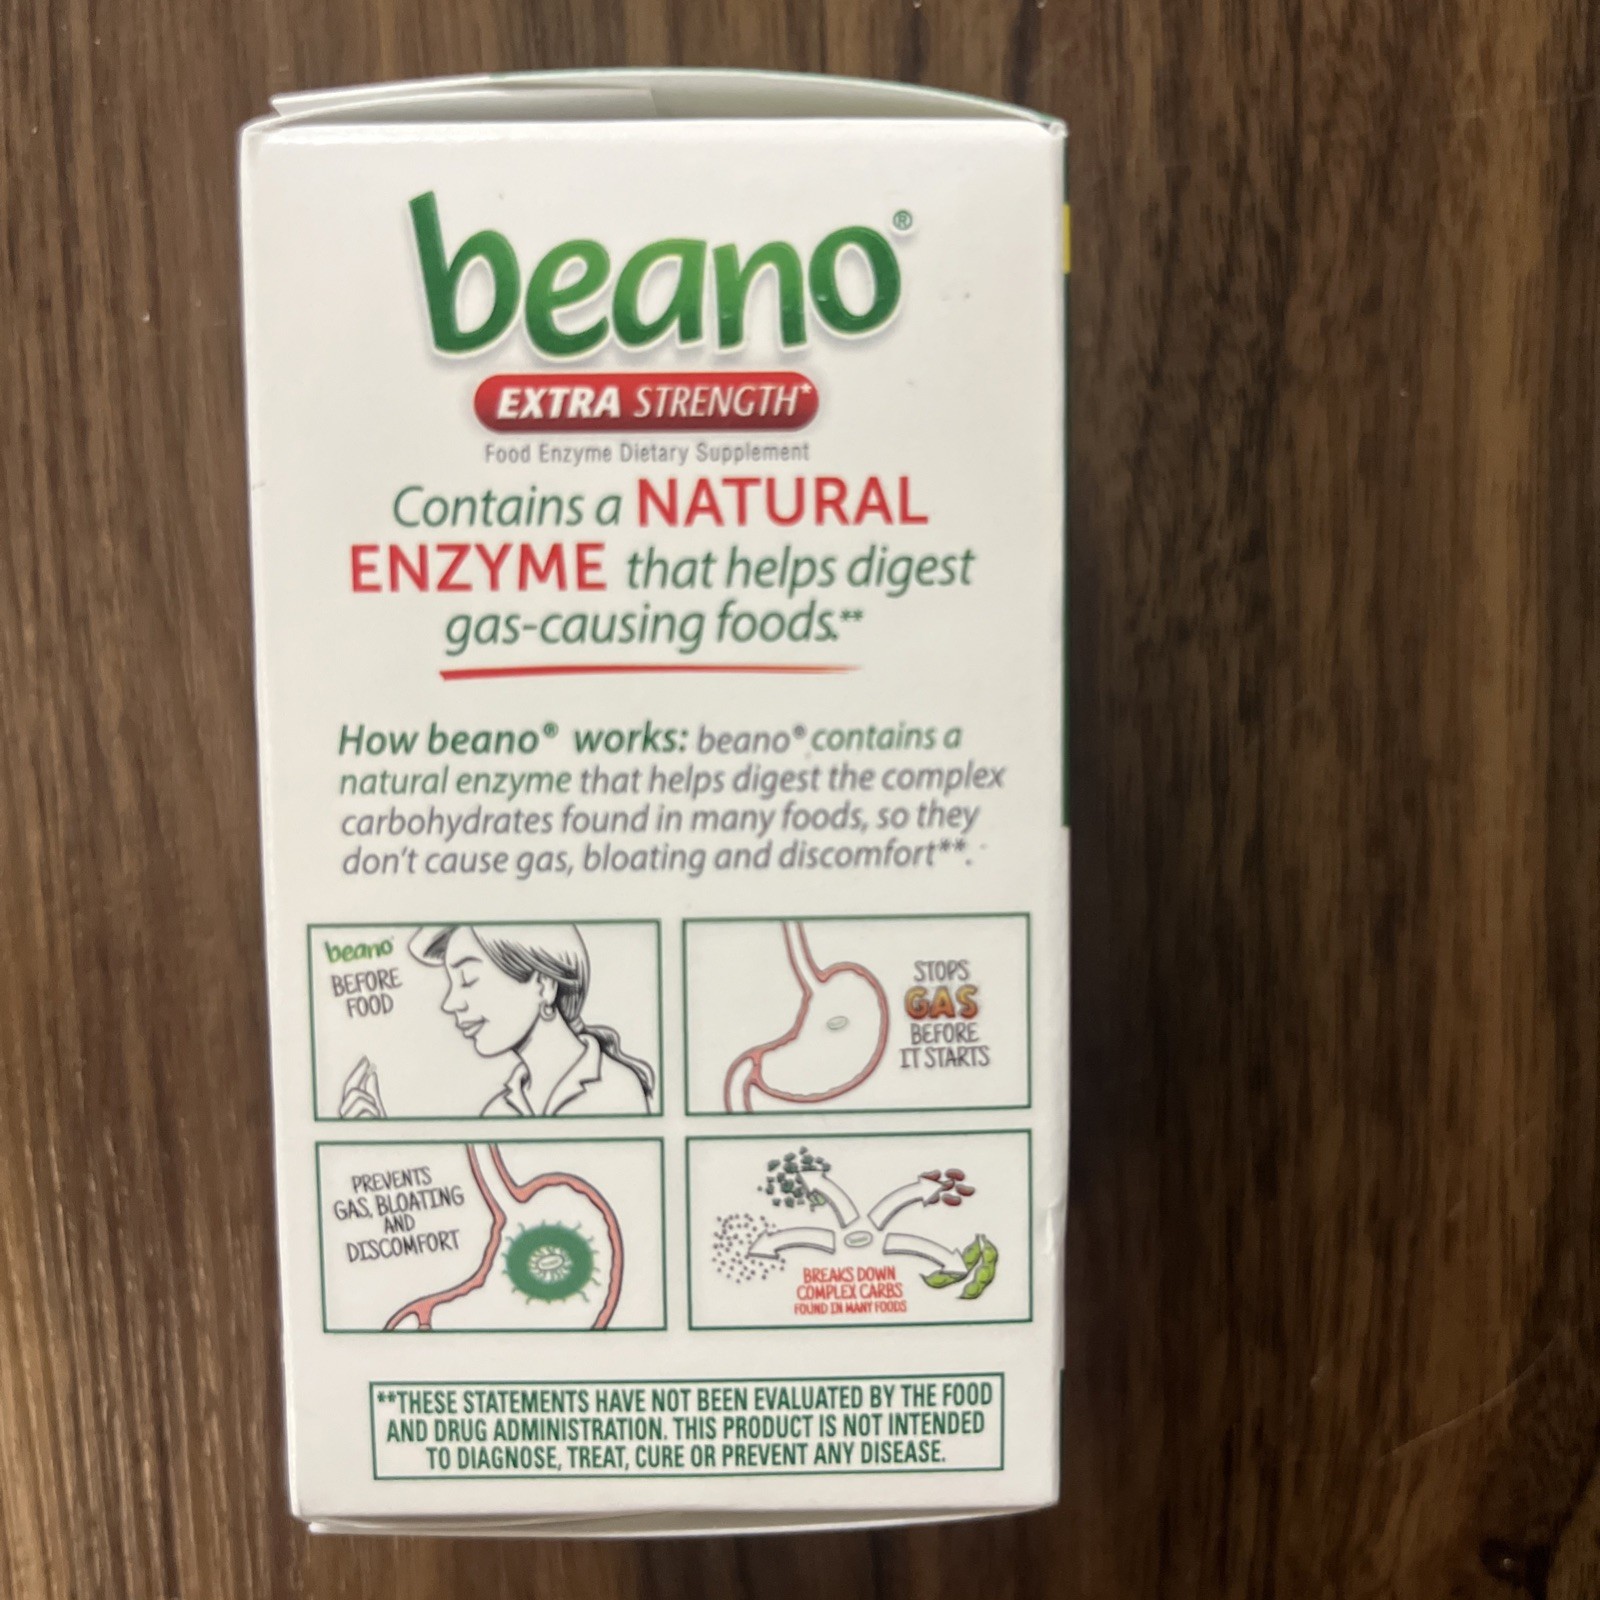 beano®
EXTRA STRENGTH*
Food Enzyme Dietary Supplement
Contains a NATURAL
ENZYME that helps digest
gas-causing foods.**
How beano® works: beano® contains a
natural enzyme that helps digest the complex
carbohydrates found in many foods, so they
don't cause gas, bloating and discomfort**.
beano
BEFORE
FOOD
STOPS
GAS
BEFORE
IT STARTS
PREVENTS
GAS, BLOATING
AND
DISCOMFORT
BREAKS DOWN
COMPLEX CARBS
FOUND IN MANY FOODS
**THESE STATEMENTS HAVE NOT BEEN EVALUATED BY THE FOOD
AND DRUG ADMINISTRATION. THIS PRODUCT IS NOT INTENDED
TO DIAGNOSE, TREAT, CURE OR PREVENT ANY DISEASE.